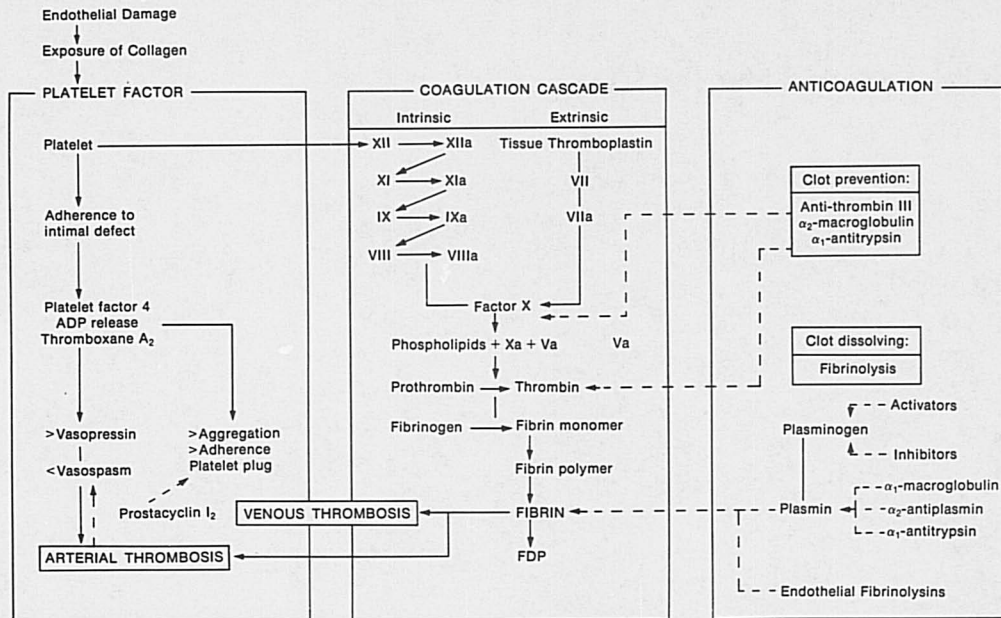 Endothelial Damage
Exposure of Collagen
PLATELET FACTOR
Platelet
Adherence to
intimal defect
Platelet factor 4
ADP release
Thromboxane A₂
>Vasopressin
<Vasospasm
>Aggregation
>Adherence
Platelet plug
Prostacyclin I₂
ARTERIAL THROMBOSIS
VENOUS THROMBOSIS
COAGULATION CASCADE
Intrinsic
Extrinsic
XII
XIIa
Tissue Thromboplastin
XI
XIa
VII
IX
IXa
VIIa
VIII
VIIIa
Factor X
Phospholipids + Xa + Va
Va
Prothrombin
Thrombin
Fibrinogen
Fibrin monomer
Fibrin polymer
FIBRIN
FDP
ANTICOAGULATION
Clot prevention:
Anti-thrombin III
α₂-macroglobulin
α₁-antitrypsin
Clot dissolving:
Fibrinolysis
Activators
Plasminogen
Inhibitors
Plasmin
α₁-macroglobulin
α₂-antiplasmin
α₁-antitrypsin
Endothelial Fibrinolysins